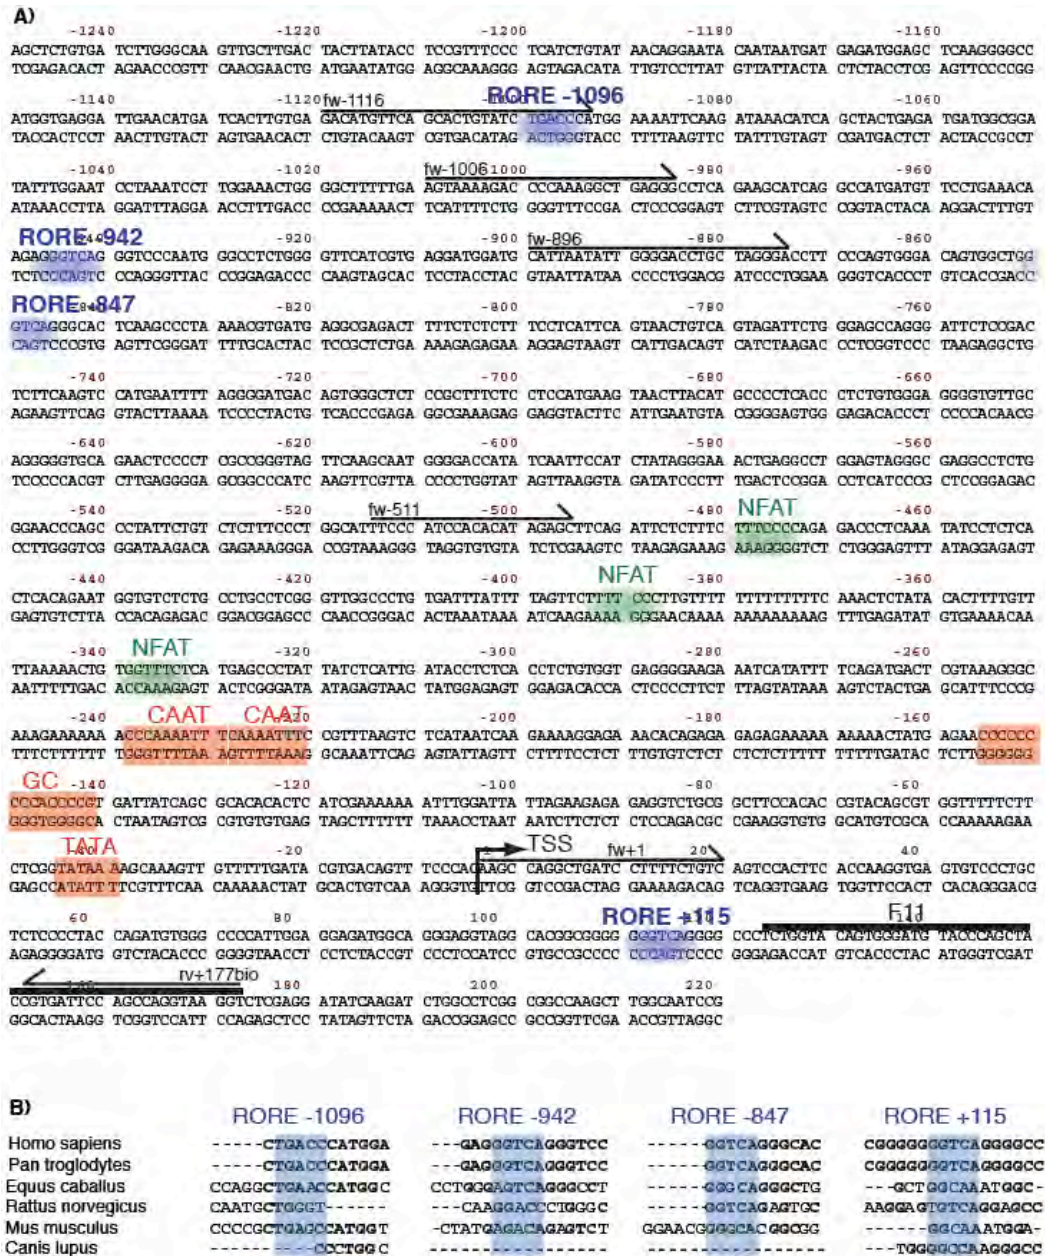 A)
-1240 -1220 -1200 -1180 -1160
AGCTCTGTGA TCTTGGGCAA GTTGCTTGAC TACTTATACC TCCGTTTCCC TCATCTGTAT AACAGGAATA CAATAATGAT GAGATGGAGC TCAAGGGGCC
TCGAGACACT AGAACCCGTT CAACGAACTG ATGAATATGG AGGCAAAGGG AGTAGACATA TTGTCCTTAT GTTATTACTA CTCTACCTCG AGTTCCCCGG
-1140 -1120 fw-1116 RORE -1096 -1080 -1060
ATGGTGAGGA TTGAACATGA TCACTTGTGA GACATGTTCA GCACTGTATC TGACCCATGG AAAATTCAAG ATAAACATCA GCTACTGAGA TGATGGCGGA
TACCACTCCT AACTTGTACT AGTGAACACT CTGTACAAGT CGTGACATAG ACTGGGTACC TTTTAAGTTC TATTTGTAGT CGATGACTCT ACTACCGCCT
-1040 -1020 fw-1006 1000 -980 -960
TATTTGGAAT CCTAAATCCT TGGAAACTGG GGCTTTTTGA AGTAAAAGAC CCCAAAGGCT GAGGGCCTCA GAAGCATCAG GCCATGATGT TCCTGAAACA
ATAAACCTTA GGATTTAGGA ACCTTTGACC CCGAAAAACT TCATTTTCTG GGGTTTCCGA CTCCCGGAGT CTTCGTAGTC CGGTACTACA AGGACTTTGT
RORE -942 -920 -900 fw-896 -880 -860
AGAGGGTCAG GGTCCCAATG GGCCTCTGGG GTTCATCGTG AGGATGGATG CATTAATATT GGGGACCTGC TAGGGACCTT CCCAGTGGGA CAGTGGCTGG
TCTCCCAGTC CCAGGGTTAC CCGGAGACCC CAAGTAGCAC TCCTACCTAC GTAATTATAA CCCCTGGACG ATCCCTGGAA GGGTCACCCT GTCACCGACC
RORE -847 -820 -800 -780 -760
GTCAGGGCAC TCAAGCCCTA AAACGTGATG AGGCGAGACT TTTCTCTCTT TCCTCATTCA GTAACTGTCA GTAGATTCTG GGAGCCAGGG ATTCTCCGAC
CAGTCCCGTG AGTTCGGGAT TTTGCACTAC TCCGCTCTGA AAAGAGAGAA AGGAGTAAGT CATTGACAGT CATCTAAGAC CCTCGGTCCC TAAGAGGCTG
-740 -720 -700 -680 -660
TCTTCAAGTC CATGAATTTT AGGGGATGAC AGTGGGCTCT CCGCTTTCTC CTCCATGAAG TAACTTACAT GCCCCTCACC CTCTGTGGGA GGGGTGTTGC
AGAAGTTCAG GTACTTAAAA TCCCCTACTG TCACCCGAGA GGCGAAAGAG GAGGTACTTC ATTGAATGTA CGGGGAGTGG GAGACACCCT CCCCACAACG
-640 -620 -600 -580 -560
AGGGGGTGCA GAACTCCCCT CGCCGGGTAG TTCAAGCAAT GGGGACCATA TCAATTCCAT CTATAGGGAA ACTGAGGCCT GGAGTAGGGC GAGGCCTCTG
TCCCCCACGT CTTGAGGGGA GCGGCCCATC AAGTTCGTTA CCCCTGGTAT AGTTAAGGTA GATATCCCTT TGACTCCGGA CCTCATCCCG CTCCGGAGAC
-540 -520 fw-511 -500 -480 NFAT -460
GGAACCCAGC CCTATTCTGT CTCTTTCCCT GGCATTTCCC ATCCACACAT AGAGCTTCAG ATTCTCTTTC TTTCCCCAGA GACCCTCAAA TATCCTCTCA
CCTTGGGTCG GGATAAGACA GAGAAAGGGA CCGTAAAGGG TAGGTGTGTA TCTCGAAGTC TAAGAGAAAG AAAGGGGTCT CTGGGAGTTT ATAGGAGAGT
-440 -420 -400 NFAT -380 -360
CTCACAGAAT GGTGTCTCTG CCTGCCTCGG GTTGGCCCTG TGATTTATTT TAGTTCTTTT CCCTTGTTTT TTTTTTTTTC AAACTCTATA CACTTTTGTT
GAGTGTCTTA CCACAGAGAC GGACGGAGCC CAACCGGGAC ACTAAATAAA ATCAAGAAAA GGGAACAAAA AAAAAAAAAG TTTGAGATAT GTGAAAACAA
-340 NFAT -320 -300 -280 -260
TTAAAAACTG TGGTTTCTCA TGAGCCCTAT TATCTCATTG ATACCTCTCA CCTCTGTGGT GAGGGGAAGA AATCATATTT TCAGATGACT CGTAAAGGGC
AATTTTTGAC ACCAAAGAGT ACTCGGGATA ATAGAGTAAC TATGGAGAGT GGAGACACCA CTCCCCTTCT TTAGTATAAA AGTCTACTGA GCATTTCCCG
-240 CAAT CAAT -220 -200 -180 -160
AAAGAAAAAA ACCCAAAATT TCAAAATTTC CGTTTAAGTC TCATAATCAA GAAAAGGAGA AACACAGAGA GAGAGAAAAA AAAAACTATG AGAACCCCCC
TTTCTTTTTT TGGGTTTTAA AGTTTTAAAG GCAAATTCAG AGTATTAGTT CTTTTCCTCT TTGTGTCTCT CTCTCTTTTT TTTTTGATAC TCTTGGGGGG
GC -140 -120 -100 -80 -60
CCCACCCCGT GATTATCAGC GCACACACTC ATCGAAAAAA AATTTGGATTA TTAGAAGAGA GAGGTCTGCG GCTTCCACAC CGTACAGCGT GGTTTTTCTT
GGGTGGGGCA CTAATAGTCG CGTGTGTGAG TAGCTTTTTT TAAACCTAAT AATCTTCTCT CTCCAGACGC CGAAGGTGTG GCATGTCGCA CCAAAAAGAA
TATA -40 -20 1 TSS fw+1 20 40
CTCGGTATAA AAGCAAAGTT GTTTTTGATA CGTGACAGTT TCCCAGAAGC CAGGCTGATC CTTTTCTGTC AGTCCACTTC ACCAAGGTGA GTGTCCCTGC
GAGCCATATT TTCGTTTCAA CAAAAACTAT GCACTGTCAA AGGGTGTTCG GTCCGACTAG GAAAAGACAG TCAGGTGAAG TGGTTCCACT CACAGGGACG
60 80 100 RORE +115 F11
TCTCCCCTAC CAGATGTGGG CCCCATTGGA GGAGATGGCA GGGAGGTAGG CACGGCGGGG GGGTCAGGGG CCCTCTGGTA CAGTGGGATG TACCCAGCTA
AGAGGGGATG GTCTACACCC GGGGTAACCT CCTCTACCGT CCCTCCATCC GTGCCGCCCC CCCAGTCCCC GGGAGACCAT GTCACCCTAC ATGGGTCGAT
160 rv+177bio 180 200 220
CCGTGATTCC AGCCAGGTAA GGTCTCGAGG ATATCAAGAT CTGGCCTCGG CGGCCAAGCT TGGCAATCCG
GGCACTAAGG TCGGTCCATT CCAGAGCTCC TATAGTTCTA GACCGGAGCC GCCGGTTCGA ACCGTTAGGC
B)
RORE -1096 RORE -942 RORE -847 RORE +115
Homo sapiens -----CTGACCCATGGA ---GAGGGTCAGGGTCC ------GGTCAGGGCAC CGGGGGGGTCAGGGGCC
Pan troglodytes -----CTGACCCATGGA ---GAGGGTCAGGGTCC ------GGTCAGGGCAC CGGGGGGGTCAGGGGCC
Equus caballus CCAGGCTGAACCATGGC CCTGGGAGTCAGGGCCT ------GGGCAGGGCTG ---GCTGGCAAATGGC-
Rattus norvegicus CAATGCTGGGT------ ---CAAGGACCCTGGGC ------GGTCAGAGTGC AAGGAGTGTCAGGAGCC
Mus musculus CCCCGCTGAGCCATGGT -CTATGAGACAGAGTCT GGAACGGGGCACGGCGG ------GGCAAATGGA-
Canis lupus ---------CCCTGGC ----------------- ----------------- ---TGGGGCCAAGGGCC